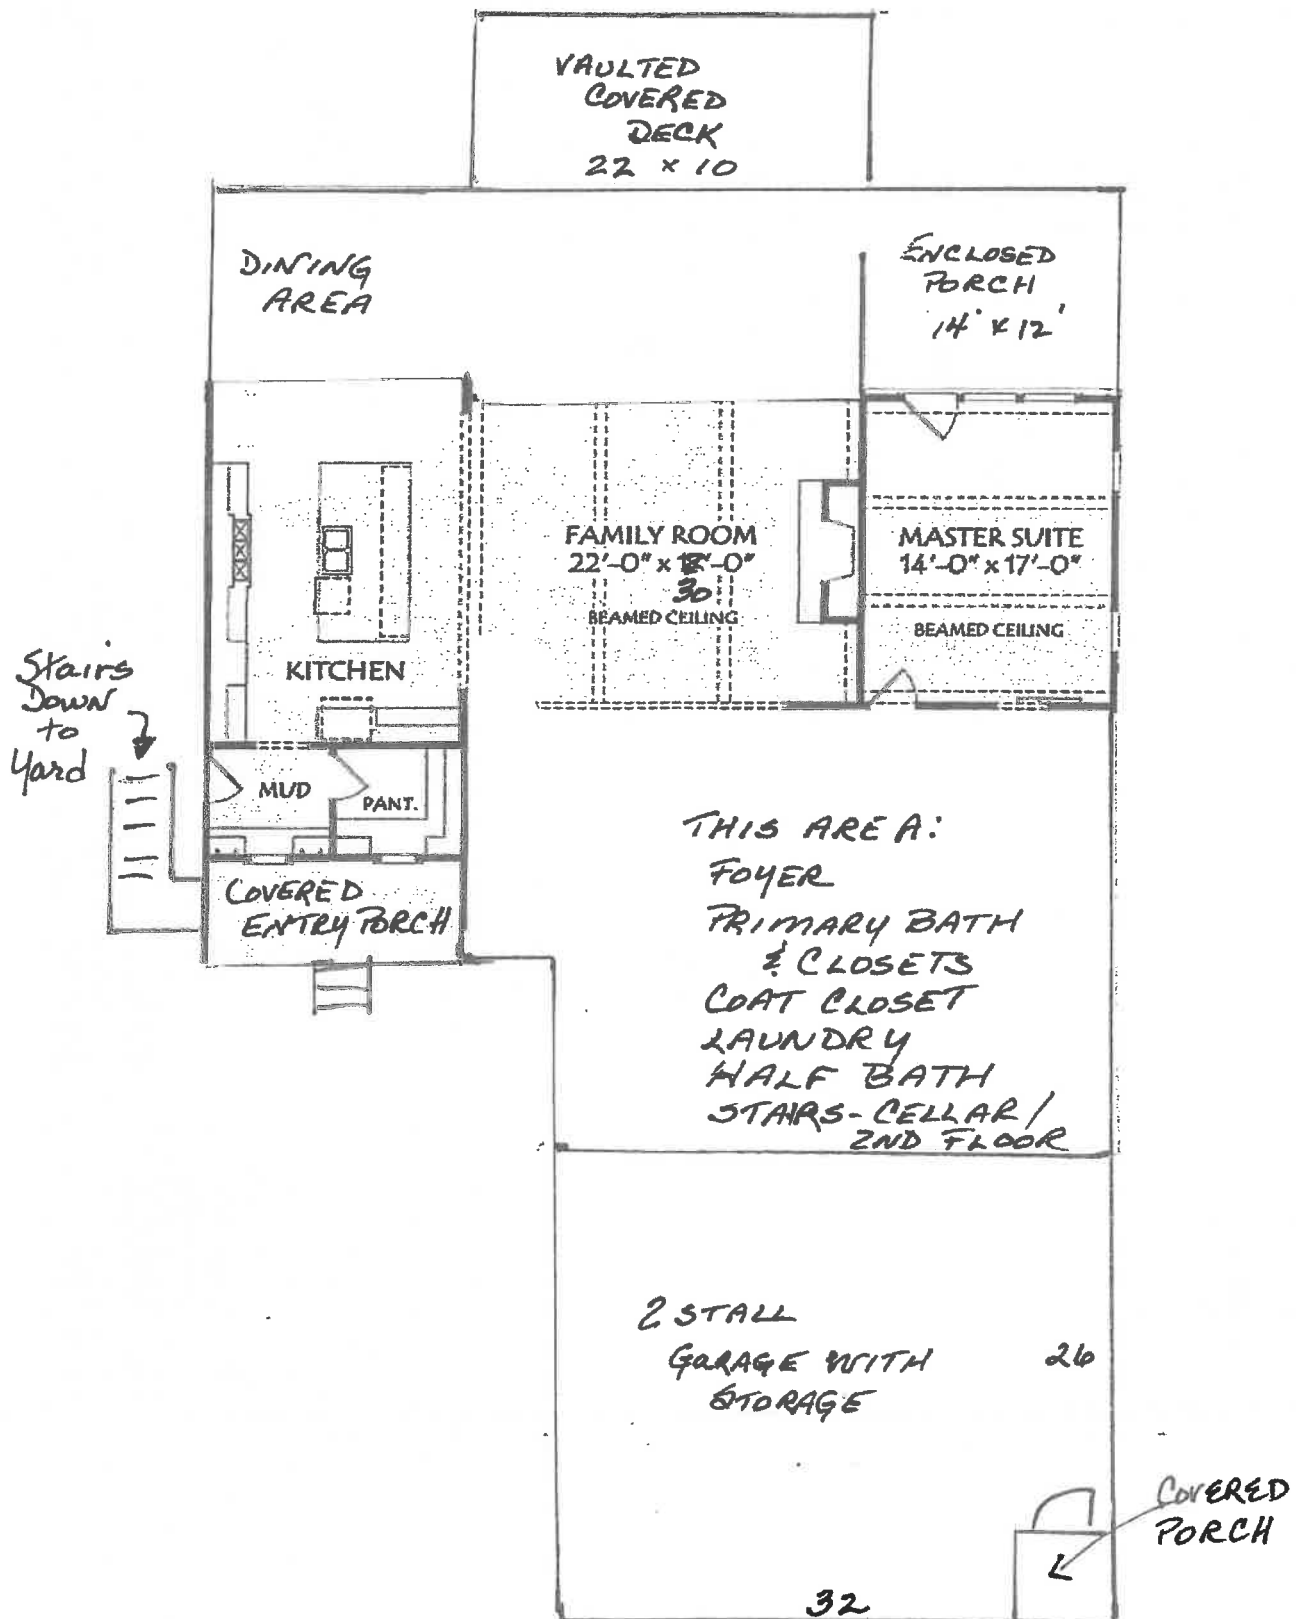 VAULTED
COVERED
DECK
22 x 10
DINING
AREA
ENCLOSED
PORCH
14' x 12'
FAMILY ROOM
22'-0" x 18'-0"
30
BEAMED CEILING
MASTER SUITE
14'-0" x 17'-0"
BEAMED CEILING
KITCHEN
Stairs
DOWN
to
Yard
MUD
PANT.
COVERED
ENTRY PORCH
THIS AREA:
FOYER
PRIMARY BATH
& CLOSETS
COAT CLOSET
LAUNDRY
HALF BATH
STAIRS - CELLAR /
2ND FLOOR
2 STALL
GARAGE WITH
STORAGE
26
COVERED
PORCH
32